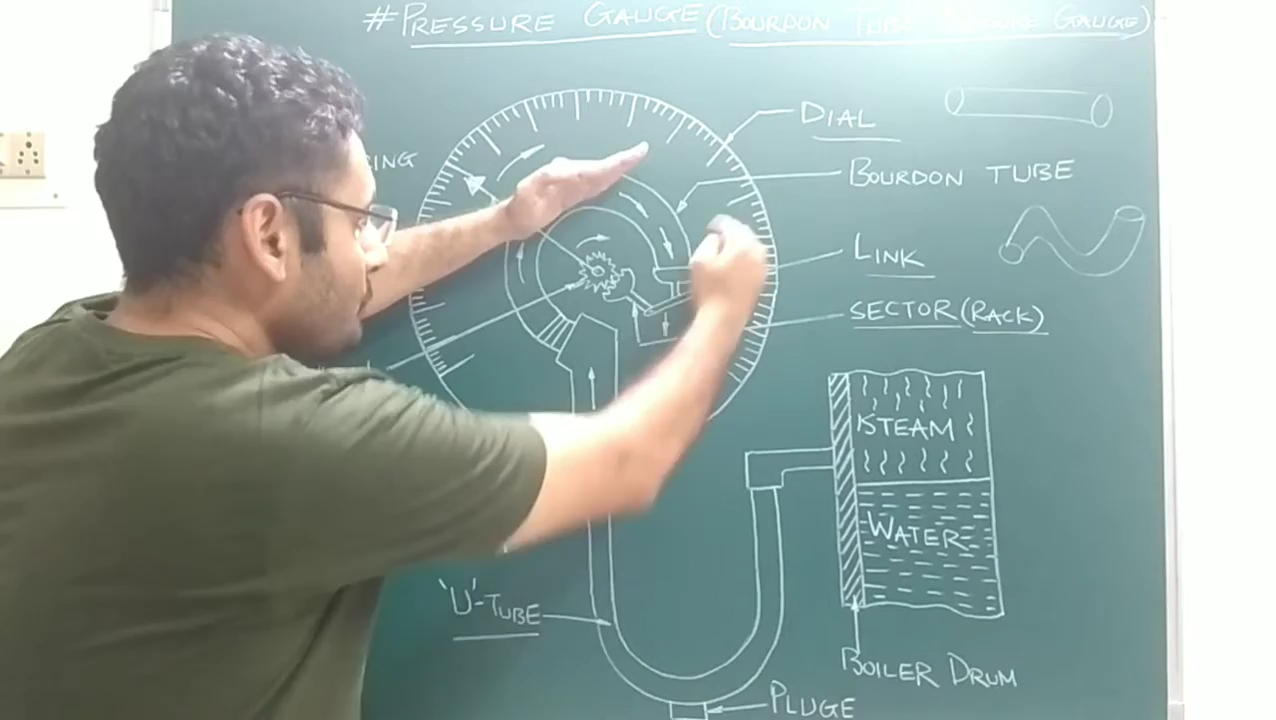 #PRESSURE GAUGE (BOURDON TUBE PRESSURE GAUGE)
DIAL
BOURDON TUBE
LINK
SECTOR (RACK)
STEAM
WATER
'U'-TUBE
BOILER DRUM
PLUGE